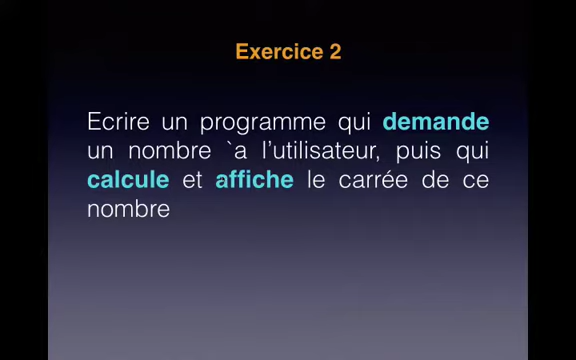 Exercice 2
Ecrire un programme qui demande
un nombre `a l'utilisateur, puis qui
calcule et affiche le carrée de ce
nombre